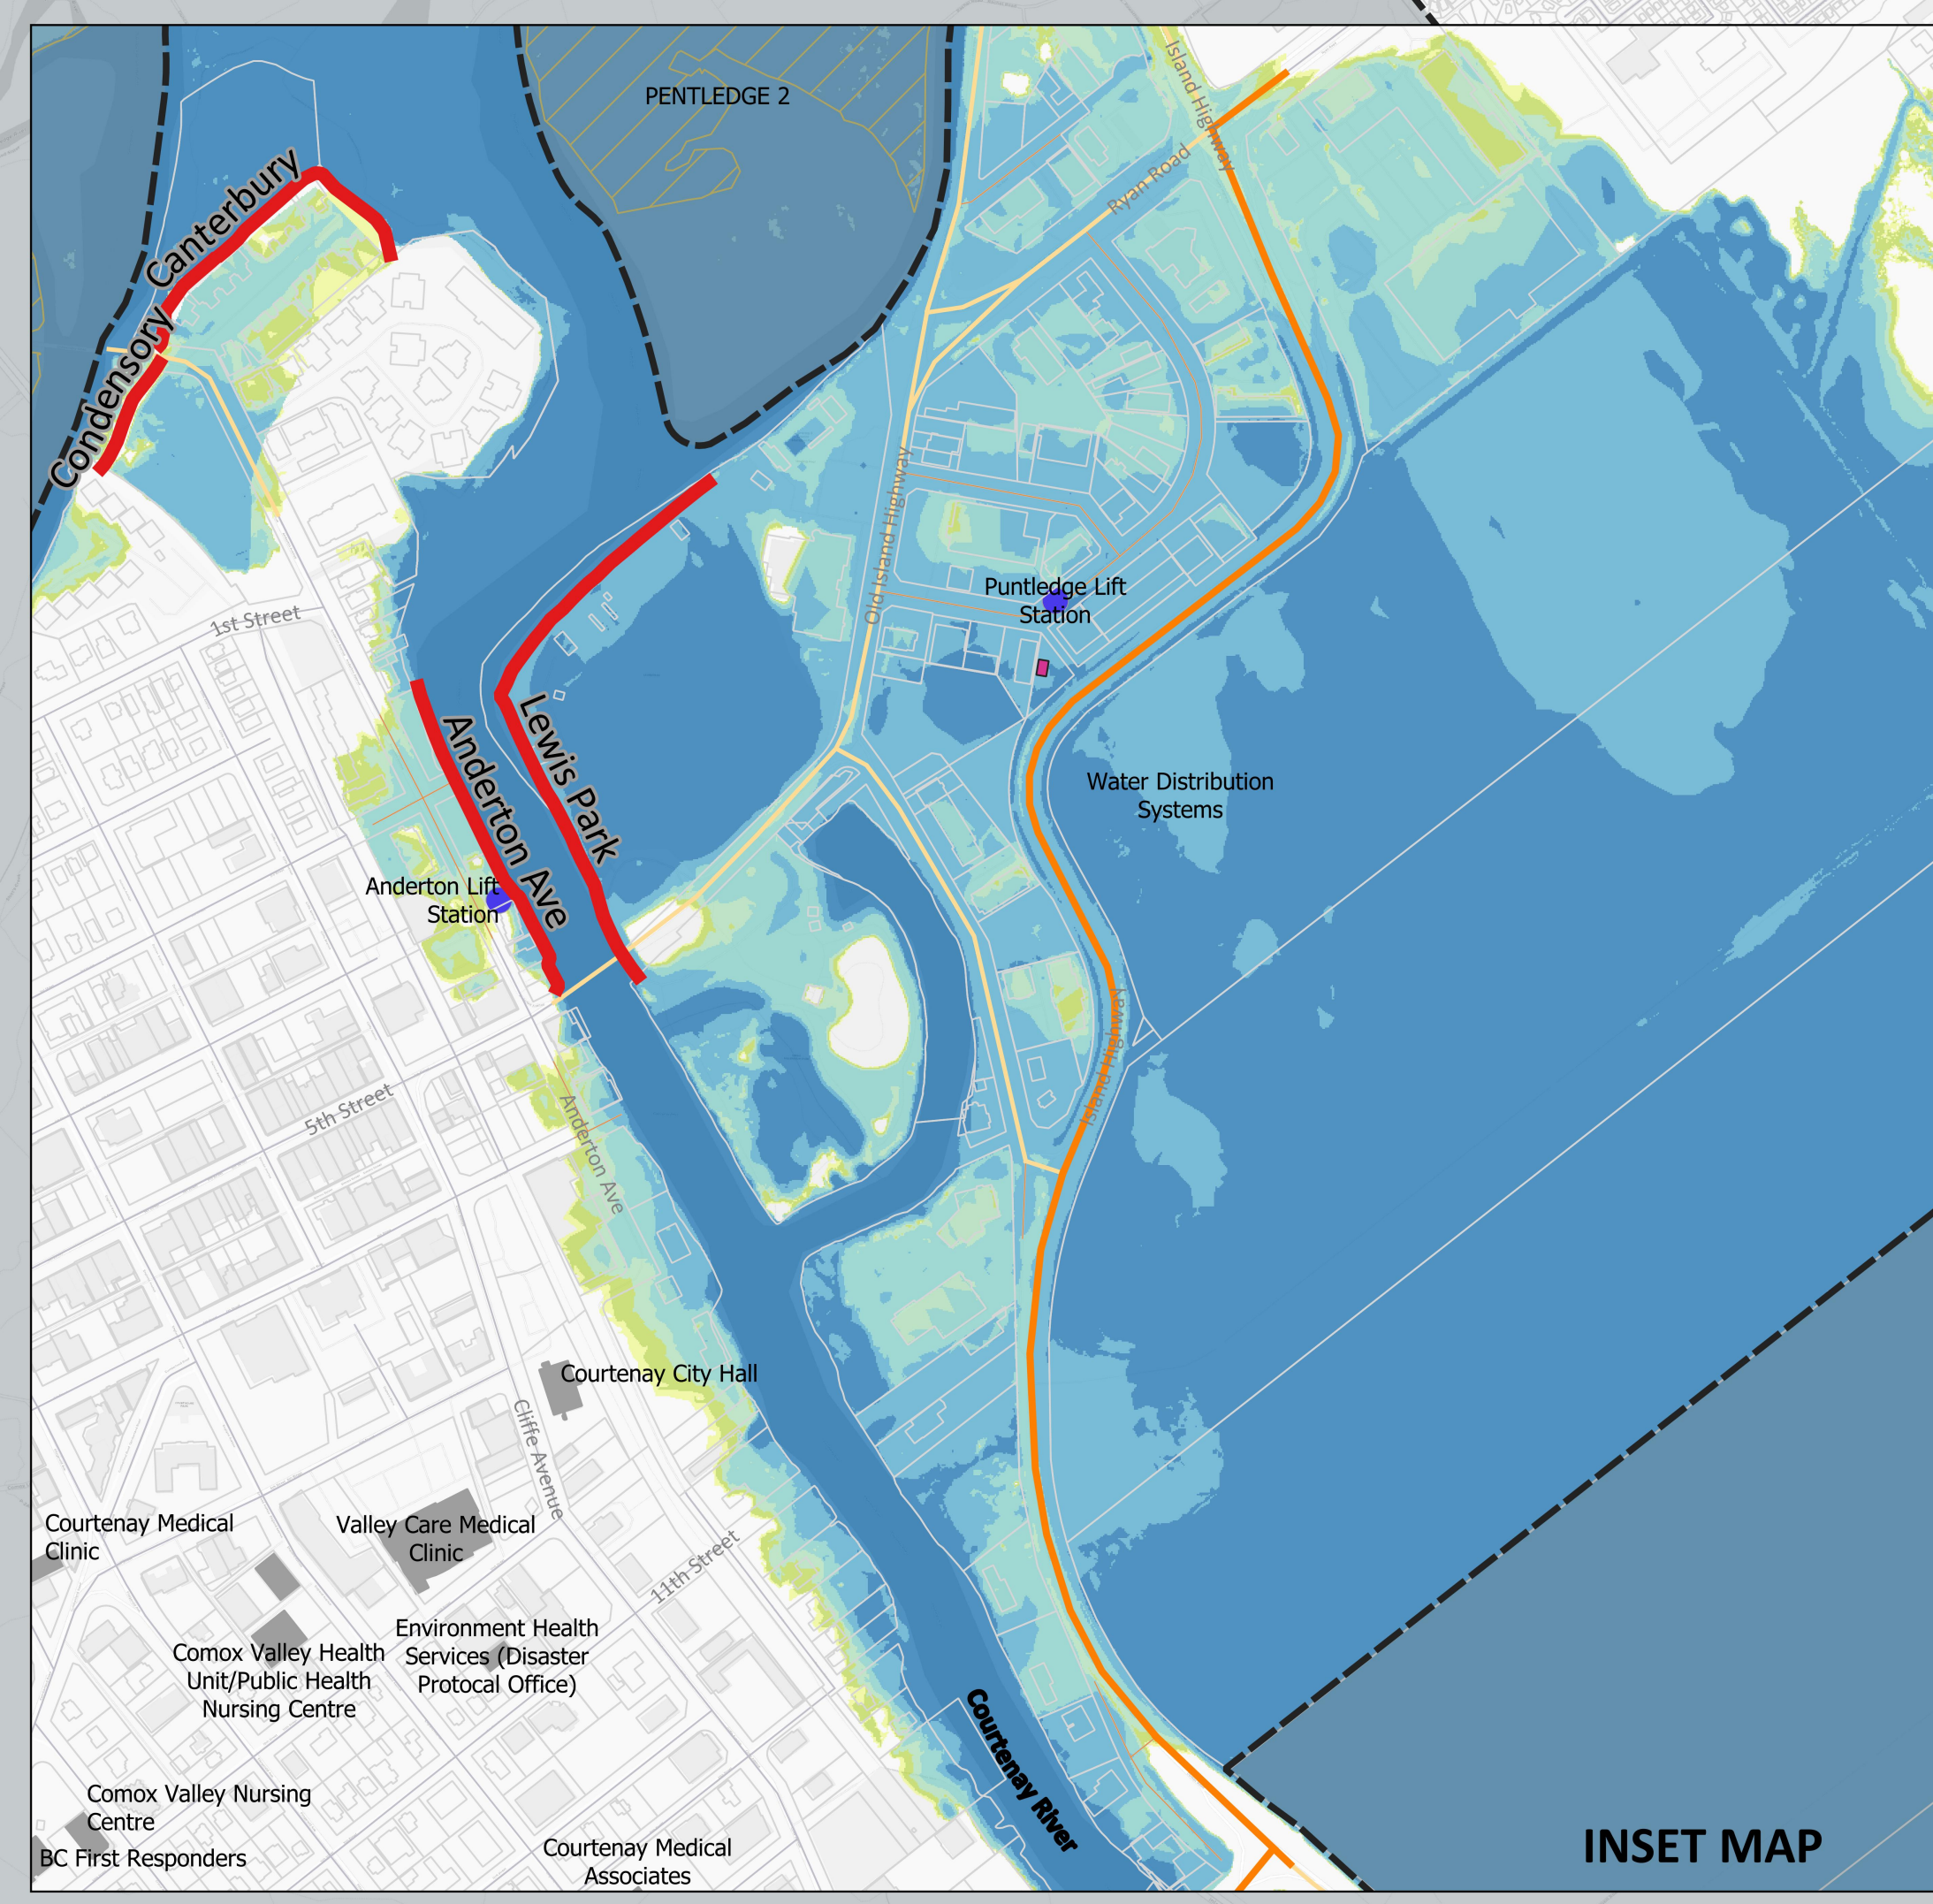 PENTLEDGE 2
Island Highway
Ryan Road
Canterbury
Condensory
Old Island Highway
Puntledge Lift
Station
1st Street
Lewis Park
Anderton Ave
Water Distribution
Systems
Anderton Lift
Station
Island Highway
5th Street
Anderton Ave
Courtenay City Hall
Cliffe Avenue
Courtenay Medical
Clinic
Valley Care Medical
Clinic
11th Street
Environment Health
Services (Disaster
Protocal Office)
Comox Valley Health
Unit/Public Health
Nursing Centre
Courtenay River
Comox Valley Nursing
Centre
BC First Responders
Courtenay Medical
Associates
INSET MAP